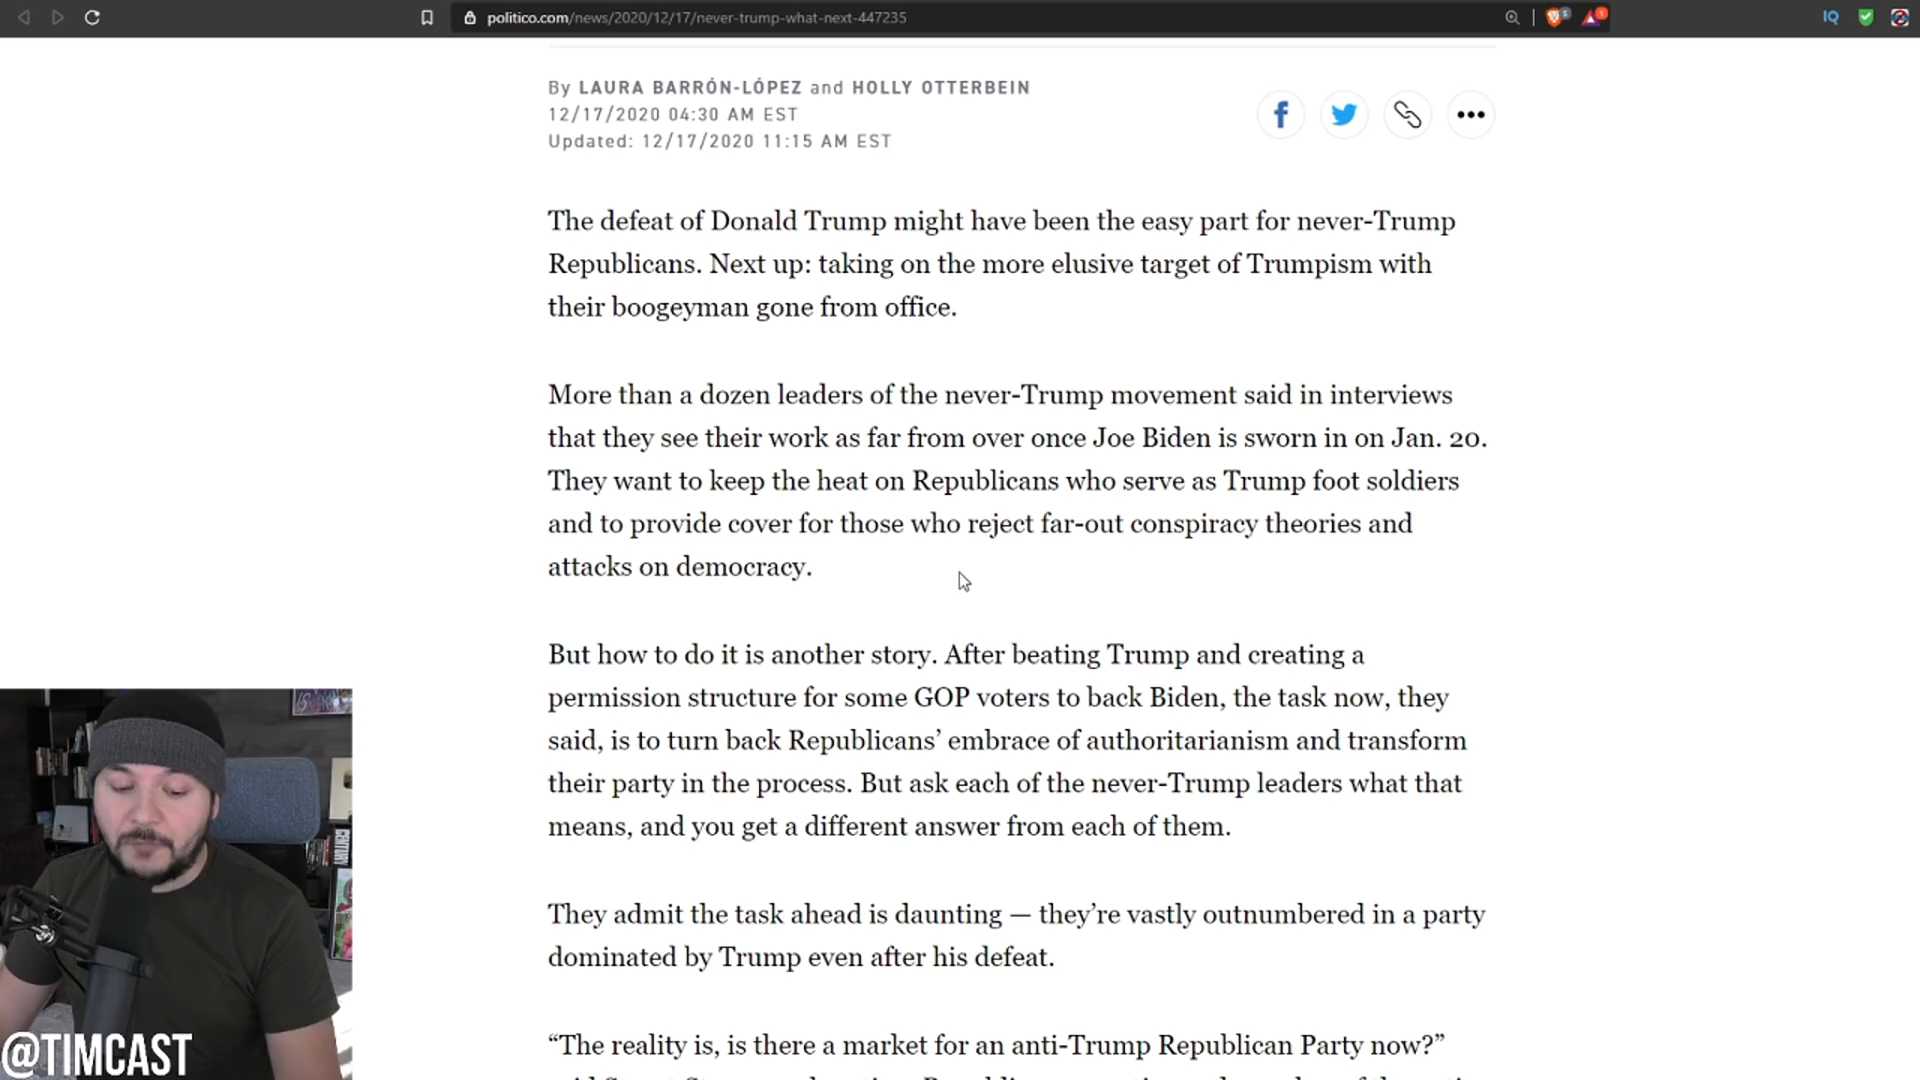 politico.com/news/2020/12/17/never-trump-what-next-447235
IQ
By LAURA BARRÓN-LÓPEZ and HOLLY OTTERBEIN
12/17/2020 04:30 AM EST
Updated: 12/17/2020 11:15 AM EST
The defeat of Donald Trump might have been the easy part for never-Trump
Republicans. Next up: taking on the more elusive target of Trumpism with
their boogeyman gone from office.
More than a dozen leaders of the never-Trump movement said in interviews
that they see their work as far from over once Joe Biden is sworn in on Jan. 20.
They want to keep the heat on Republicans who serve as Trump foot soldiers
and to provide cover for those who reject far-out conspiracy theories and
attacks on democracy.
But how to do it is another story. After beating Trump and creating a
permission structure for some GOP voters to back Biden, the task now, they
said, is to turn back Republicans’ embrace of authoritarianism and transform
their party in the process. But ask each of the never-Trump leaders what that
means, and you get a different answer from each of them.
They admit the task ahead is daunting — they’re vastly outnumbered in a party
dominated by Trump even after his defeat.
“The reality is, is there a market for an anti-Trump Republican Party now?”
@TIMCAST